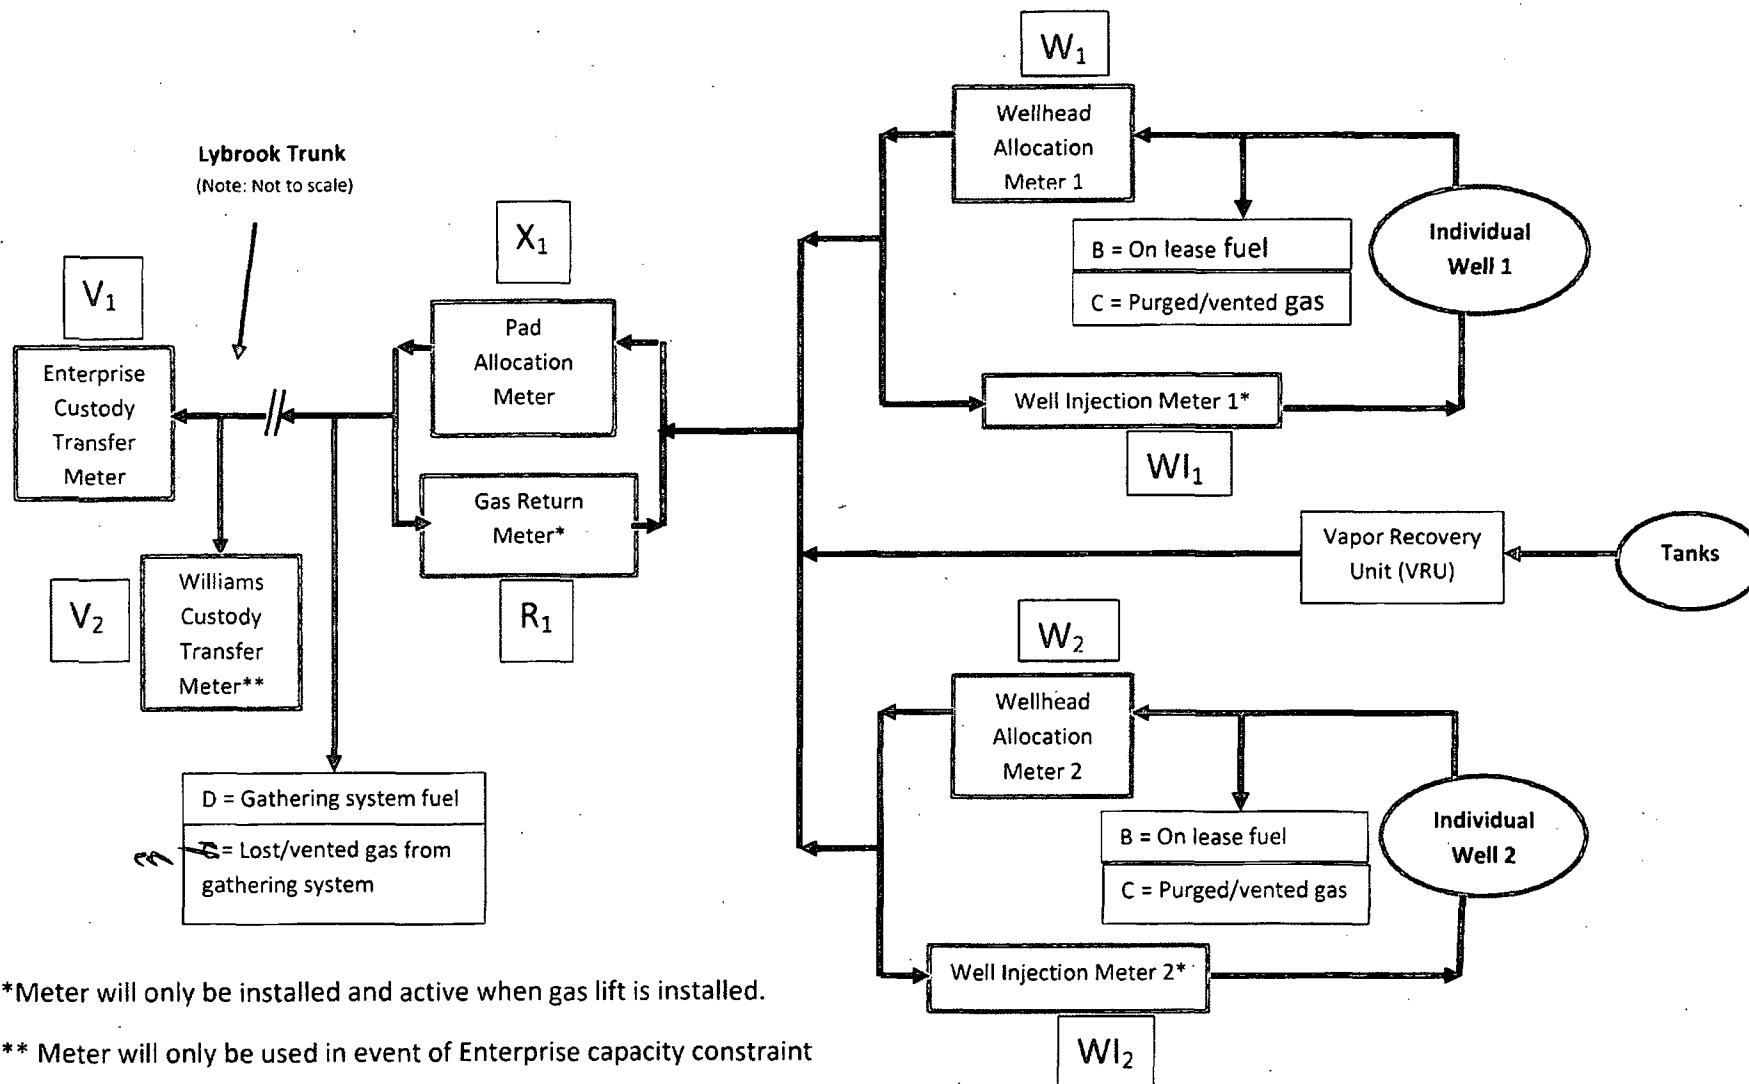 W₁
Wellhead
Allocation
Meter 1
Lybrook Trunk
(Note: Not to scale)
X₁
B = On lease fuel
C = Purged/vented gas
Individual
Well 1
V₁
Pad
Allocation
Meter
Enterprise
Custody
Transfer
Meter
Well Injection Meter 1*
WI₁
Gas Return
Meter*
R₁
Vapor Recovery
Unit (VRU)
Tanks
V₂
Williams
Custody
Transfer
Meter**
W₂
Wellhead
Allocation
Meter 2
D = Gathering system fuel
= Lost/vented gas from
gathering system
B = On lease fuel
C = Purged/vented gas
Individual
Well 2
Well Injection Meter 2*
WI₂
*Meter will only be installed and active when gas lift is installed.
** Meter will only be used in event of Enterprise capacity constraint